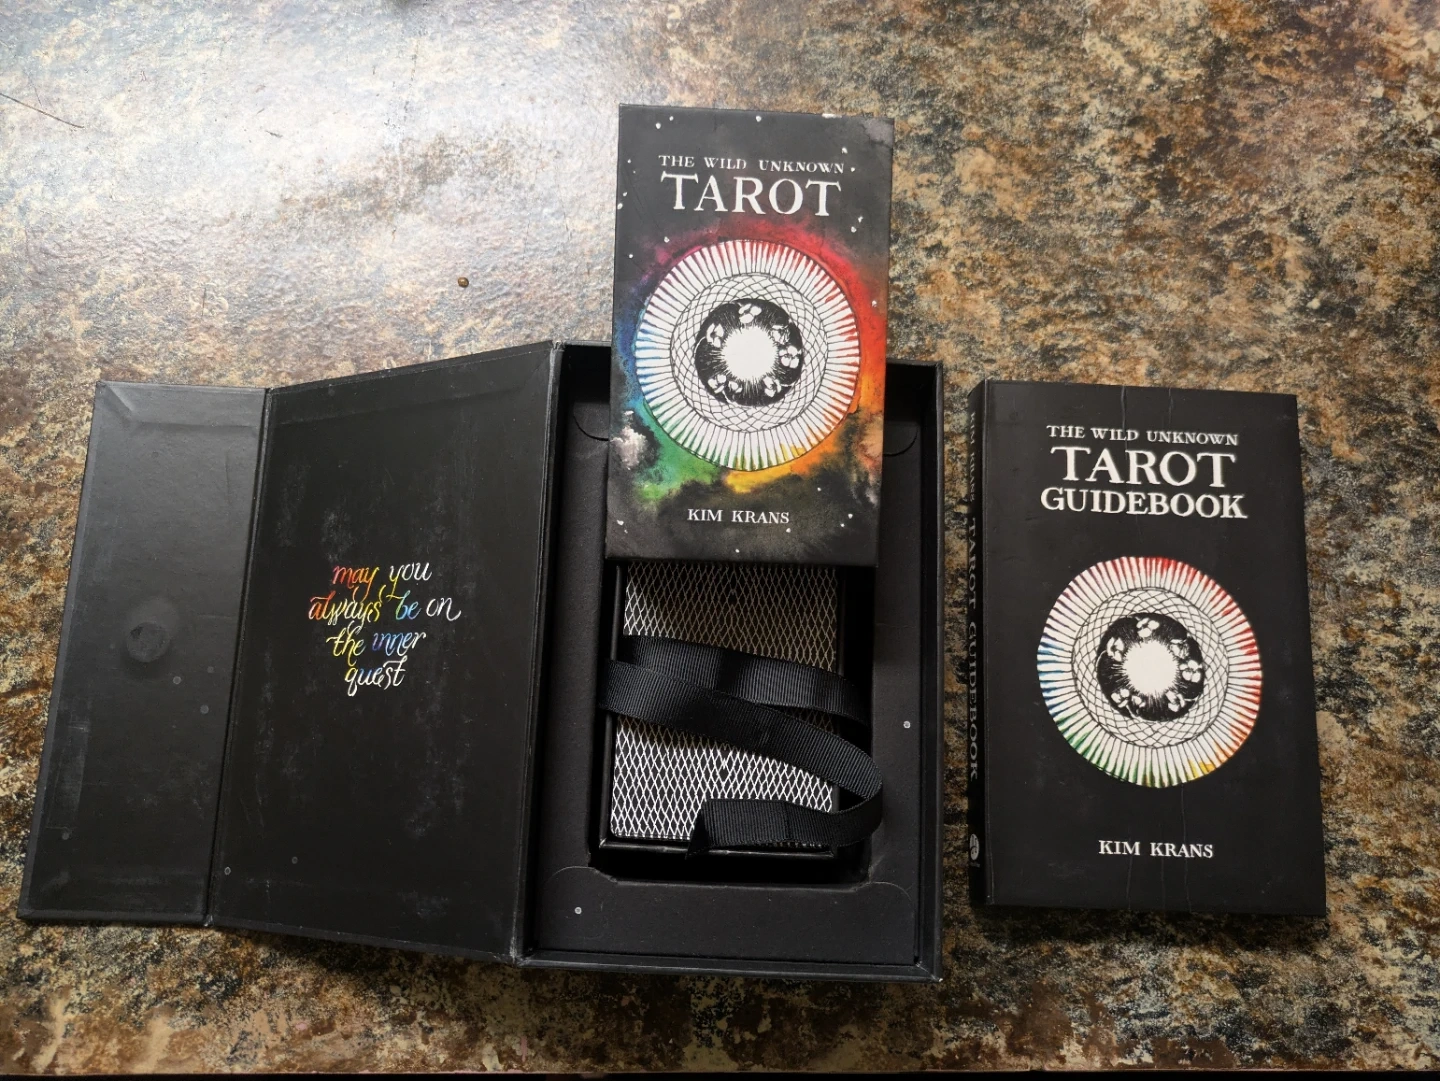 may you
always be on
the inner
quest
THE WILD UNKNOWN
TAROT
KIM KRANS
KIM KRANS TAROT GUIDEBOOK
THE WILD UNKNOWN
TAROT
GUIDEBOOK
KIM KRANS